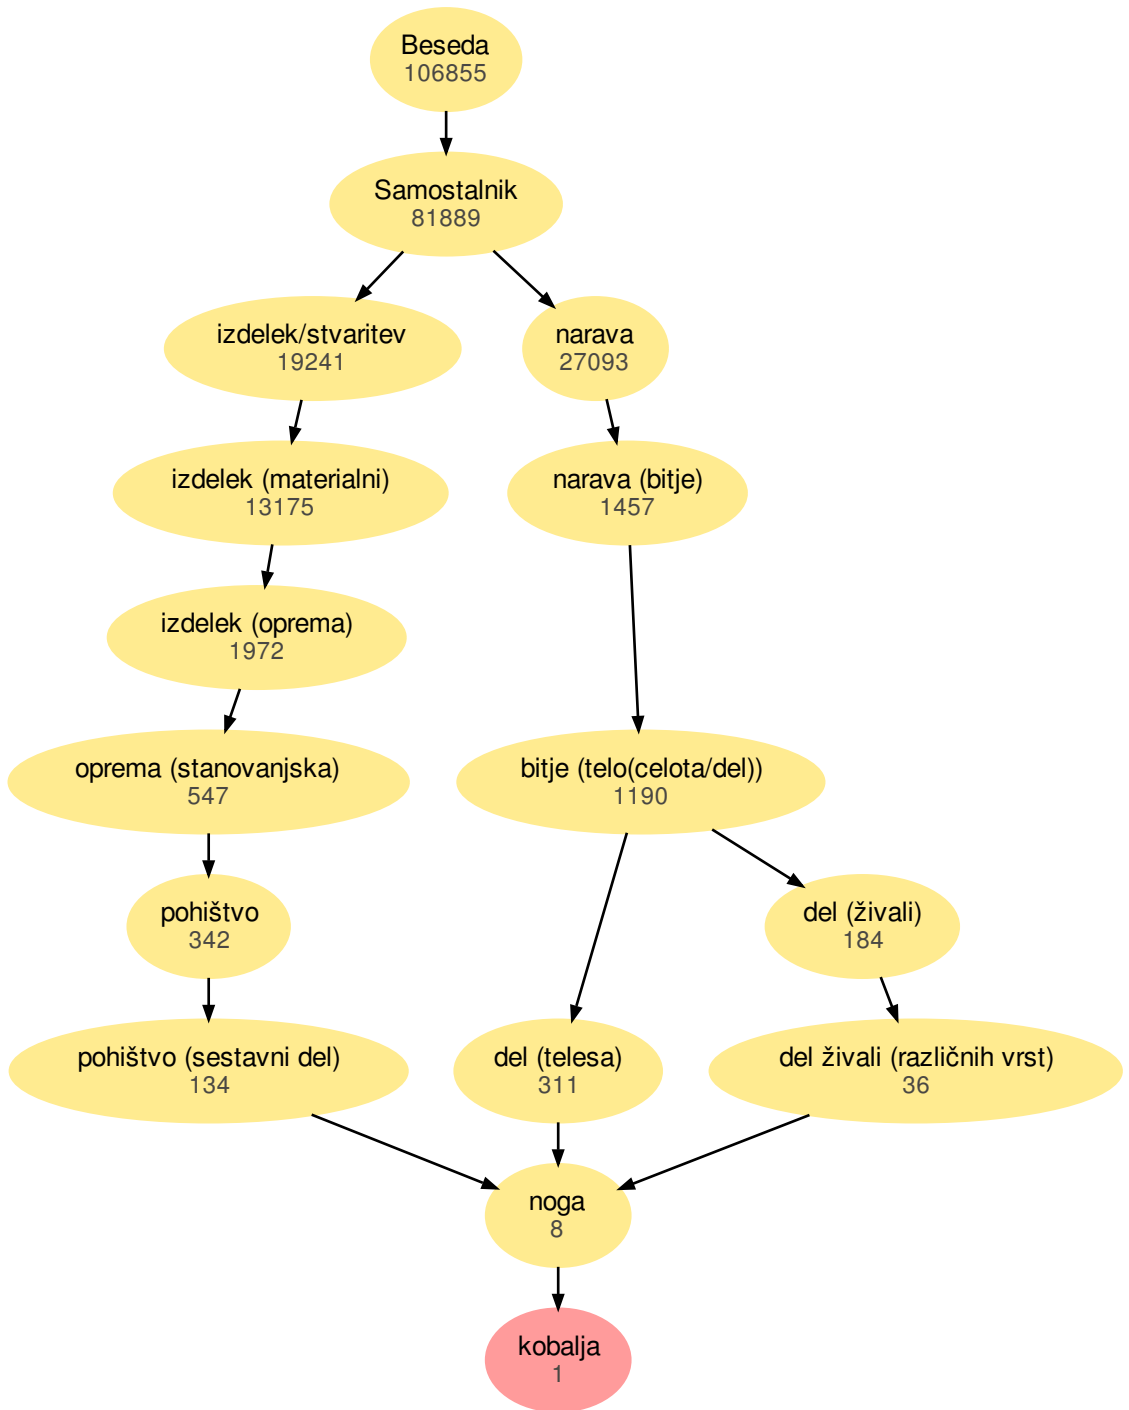 Beseda
106855
Samostalnik
81889
izdelek/stvaritev
19241
narava
27093
izdelek (materialni)
13175
narava (bitje)
1457
izdelek (oprema)
1972
oprema (stanovanjska)
547
bitje (telo(celota/del))
1190
pohištvo
342
del (živali)
184
pohištvo (sestavni del)
134
del (telesa)
311
del živali (različnih vrst)
36
noga
8
kobalja
1